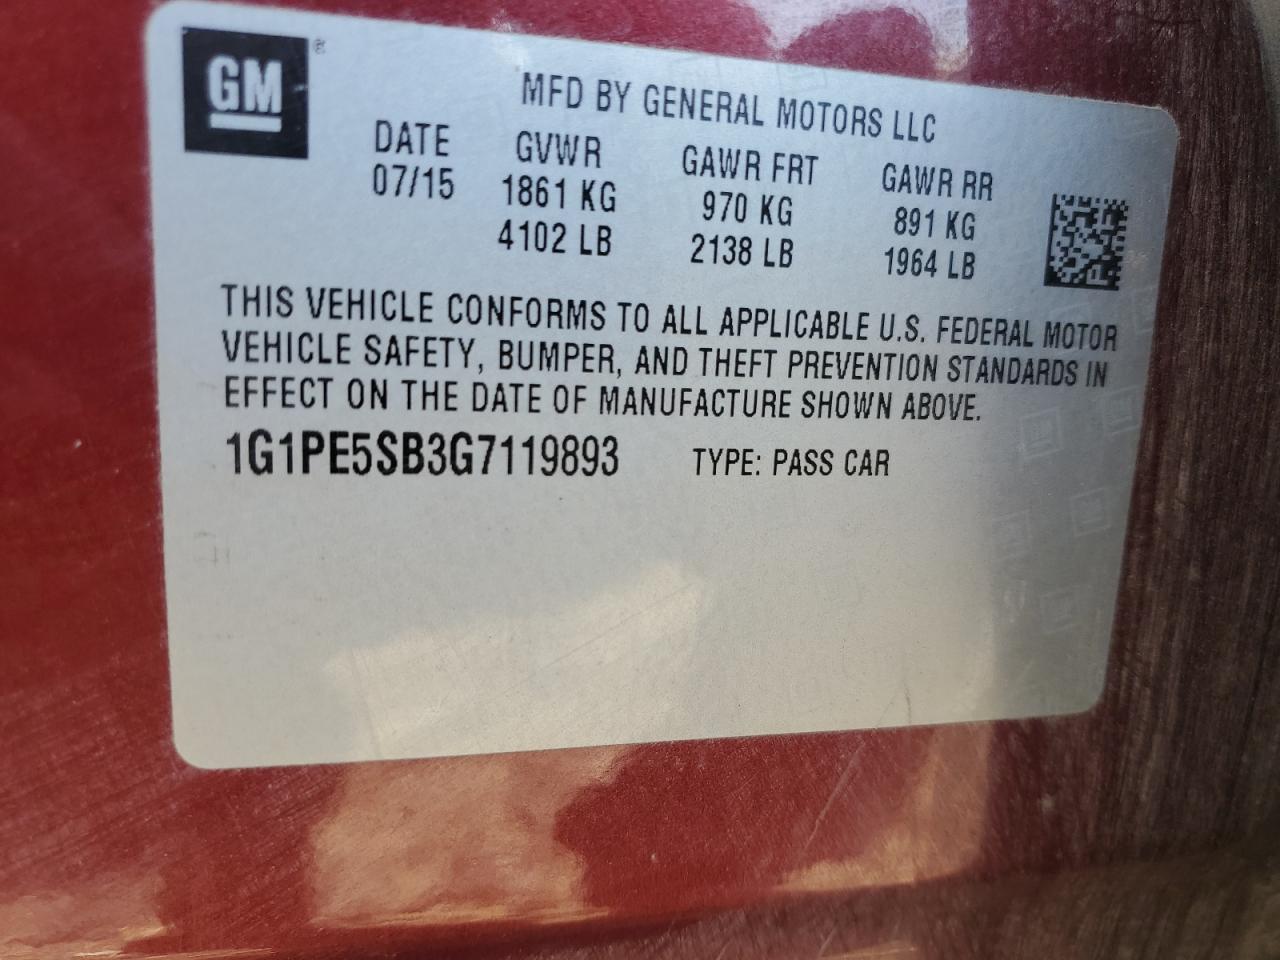 GM®
MFD BY GENERAL MOTORS LLC
DATE GVWR GAWR FRT GAWR RR
07/15 1861 KG 970 KG 891 KG
4102 LB 2138 LB 1964 LB
THIS VEHICLE CONFORMS TO ALL APPLICABLE U.S. FEDERAL MOTOR
VEHICLE SAFETY, BUMPER, AND THEFT PREVENTION STANDARDS IN
EFFECT ON THE DATE OF MANUFACTURE SHOWN ABOVE.
1G1PE5SB3G7119893 TYPE: PASS CAR